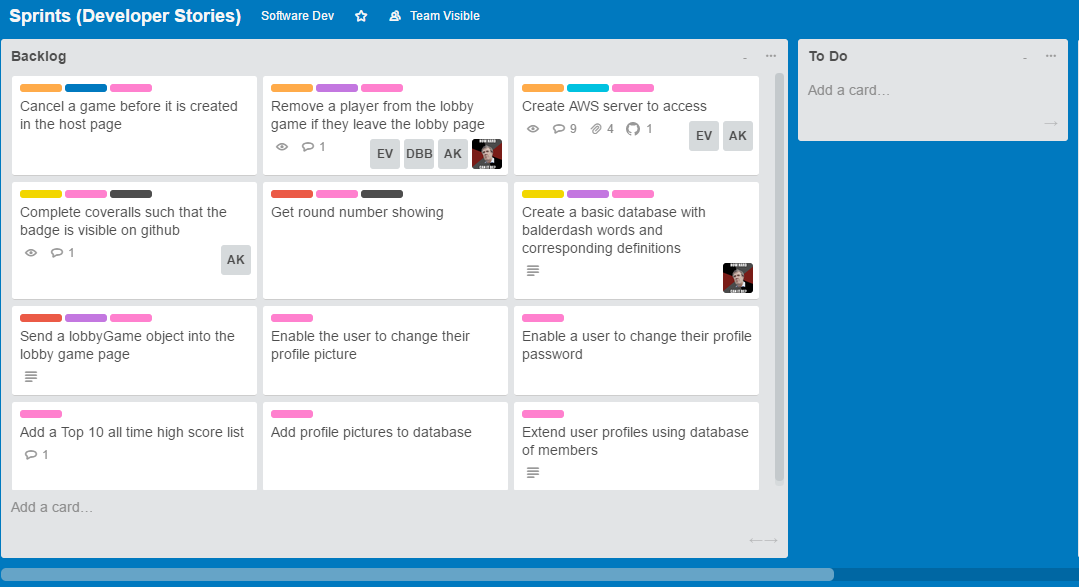 Sprints (Developer Stories) Software Dev Team Visible
Backlog - ...
To Do - ...
Cancel a game before it is created
in the host page
Remove a player from the lobby
game if they leave the lobby page
1
EV DBB AK
Create AWS server to access
9 4 1
EV AK
Add a card...
Complete coveralls such that the
badge is visible on github
1
AK
Get round number showing
Create a basic database with
balderdash words and
corresponding definitions
Send a lobbyGame object into the
lobby game page
Enable the user to change their
profile picture
Enable a user to change their profile
password
Add a Top 10 all time high score list
1
Add profile pictures to database
Extend user profiles using database
of members
Add a card...